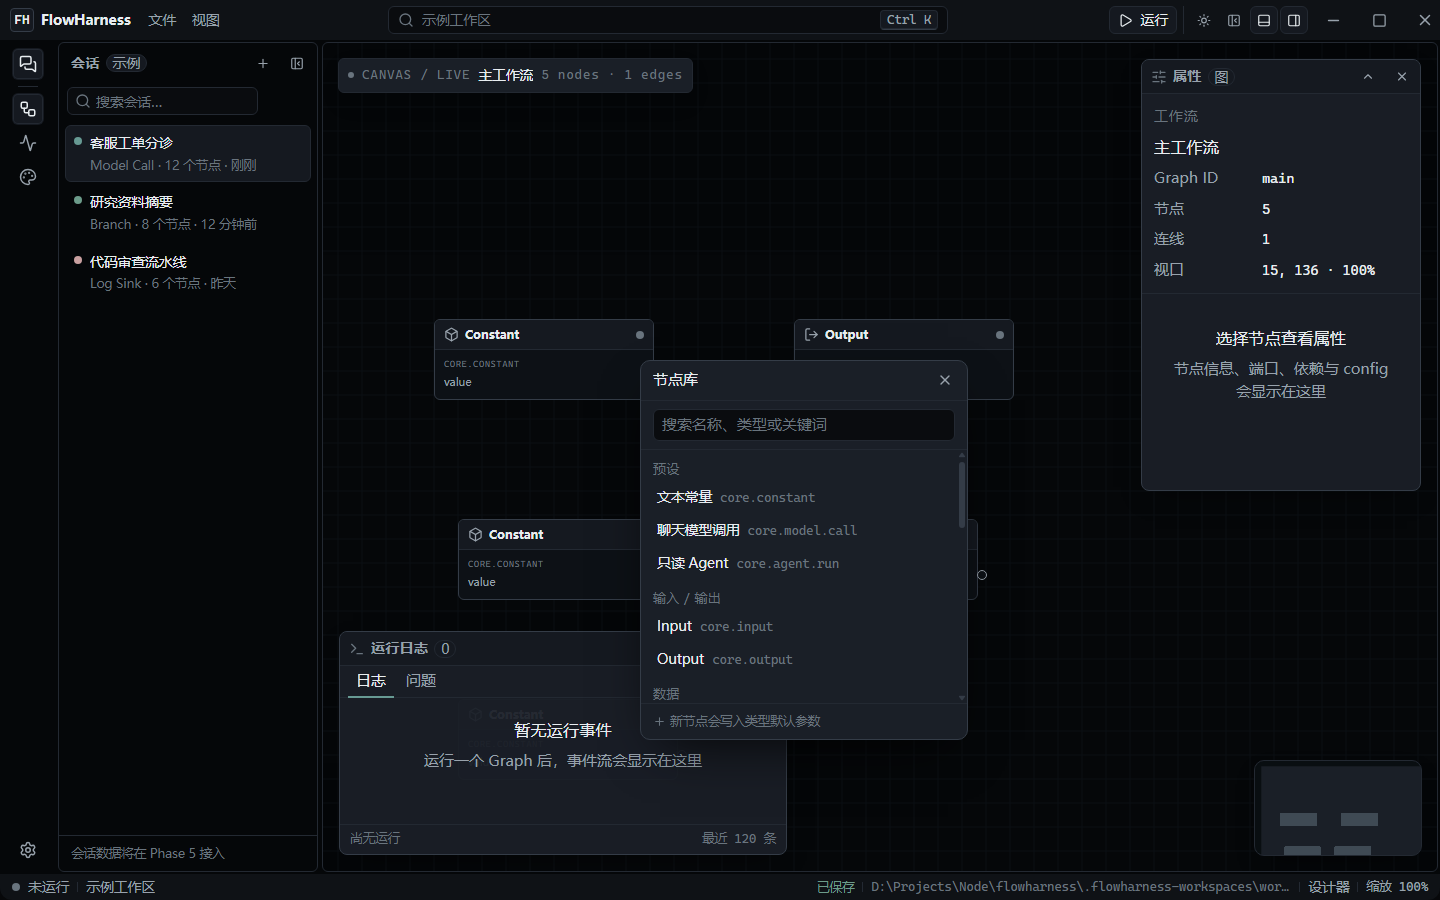 FH FlowHarness 文件 视图
示例工作区 Ctrl K
运行
会话 示例
搜索会话...
客服工单分诊
Model Call · 12 个节点 · 刚刚
研究资料摘要
Branch · 8 个节点 · 12 分钟前
代码审查流水线
Log Sink · 6 个节点 · 昨天
会话数据将在 Phase 5 接入
CANVAS / LIVE 主工作流 5 nodes · 1 edges
Constant
CORE.CONSTANT
value
Output
Constant
CORE.CONSTANT
value
节点库
搜索名称、类型或关键词
预设
文本常量 core.constant
聊天模型调用 core.model.call
只读 Agent core.agent.run
输入 / 输出
Input core.input
Output core.output
数据
+ 新节点会写入类型默认参数
运行日志 0
日志 问题
Constant
暂无运行事件
运行一个 Graph 后，事件流会显示在这里
尚无运行 最近 120 条
属性 图
工作流
主工作流
Graph ID main
节点 5
连线 1
视口 15, 136 · 100%
选择节点查看属性
节点信息、端口、依赖与 config
会显示在这里
未运行 示例工作区
已保存 D:\Projects\Node\flowharness\.flowharness-workspaces\wor… 设计器 缩放 100%